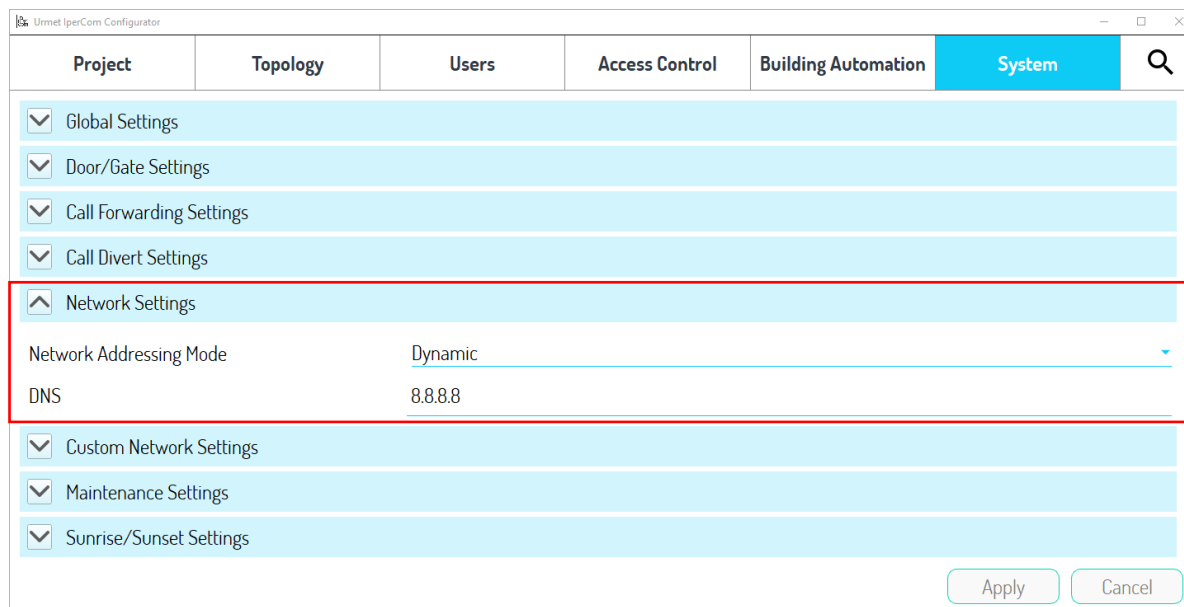 Urmet IperCom Configurator
Project Topology Users Access Control Building Automation System
Global Settings
Door/Gate Settings
Call Forwarding Settings
Call Divert Settings
Network Settings
Network Addressing Mode Dynamic
DNS 8.8.8.8
Custom Network Settings
Maintenance Settings
Sunrise/Sunset Settings
Apply Cancel